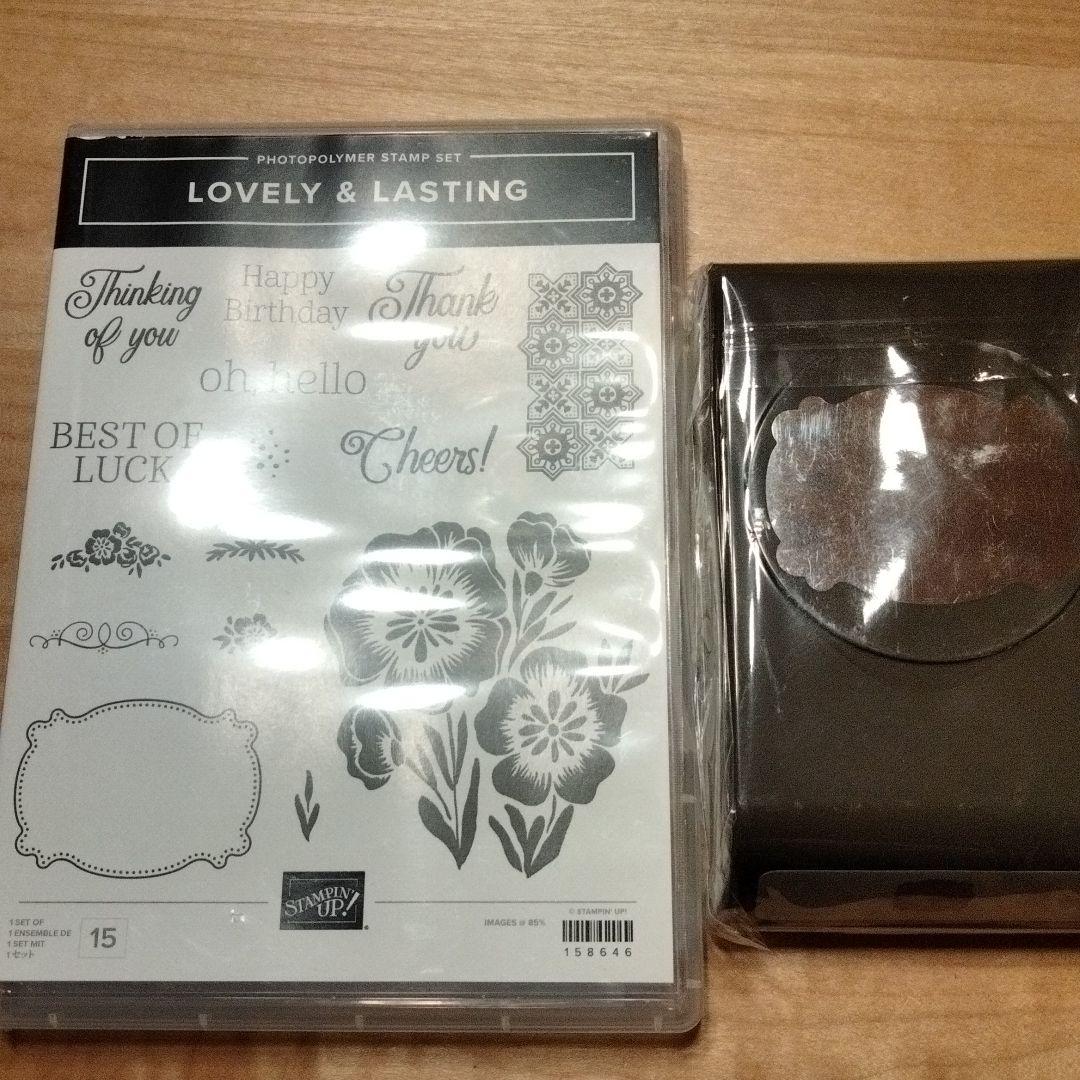 PHOTOPOLYMER STAMP SET
LOVELY & LASTING
Thinking
of you
Happy
Birthday
Thank
you
oh, hello
BEST OF
LUCK
Cheers!
STAMPIN'
UP!
1 SET OF
1 ENSEMBLE DE
1 SET MIT
1 セット
15
IMAGES @ 85%
© STAMPIN' UP!
158646